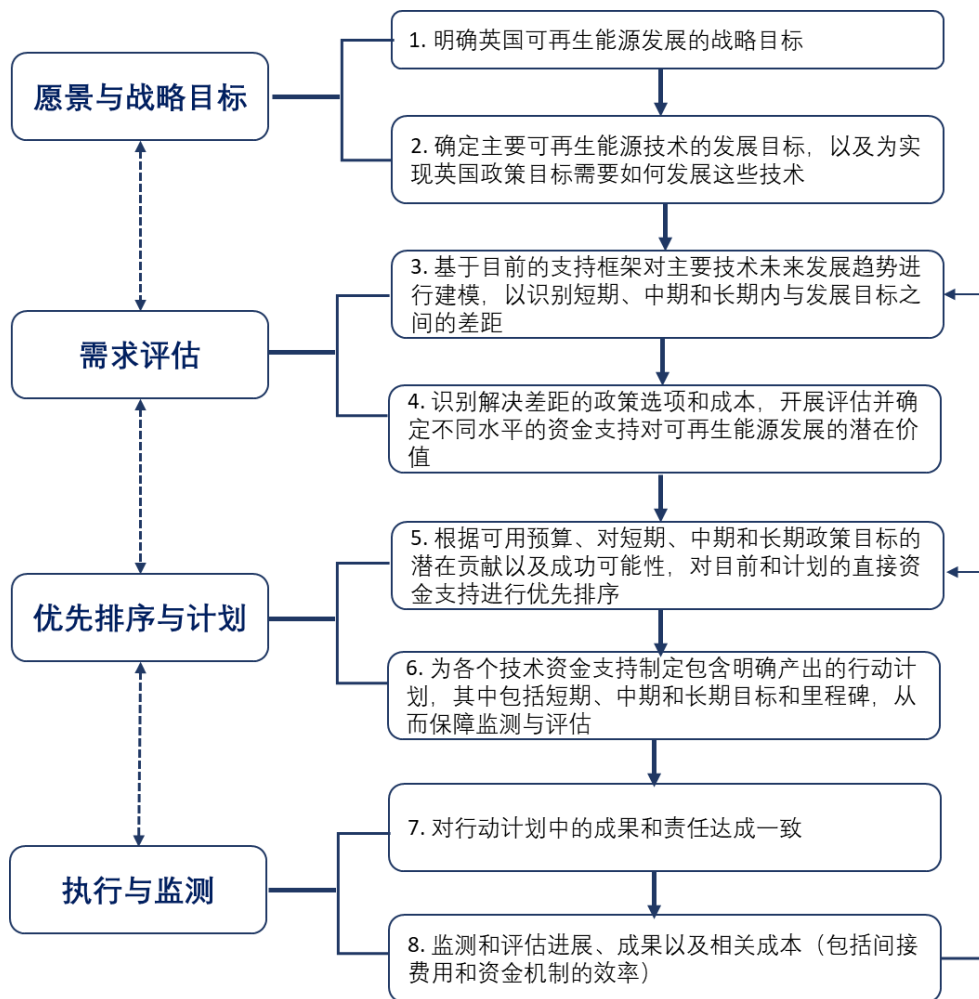 愿景与战略目标
1. 明确英国可再生能源发展的战略目标
2. 确定主要可再生能源技术的发展目标，以及为实
现英国政策目标需要如何发展这些技术
需求评估
3. 基于目前的支持框架对主要技术未来发展趋势进
行建模，以识别短期、中期和长期内与发展目标之
间的差距
4. 识别解决差距的政策选项和成本，开展评估并确
定不同水平的资金支持对可再生能源发展的潜在价
值
优先排序与计划
5. 根据可用预算、对短期、中期和长期政策目标的
潜在贡献以及成功可能性，对目前和计划的直接资
金支持进行优先排序
6. 为各个技术资金支持制定包含明确产出的行动计
划，其中包括短期、中期和长期目标和里程碑，从
而保障监测与评估
执行与监测
7. 对行动计划中的成果和责任达成一致
8. 监测和评估进展、成果以及相关成本（包括间接
费用和资金机制的效率）